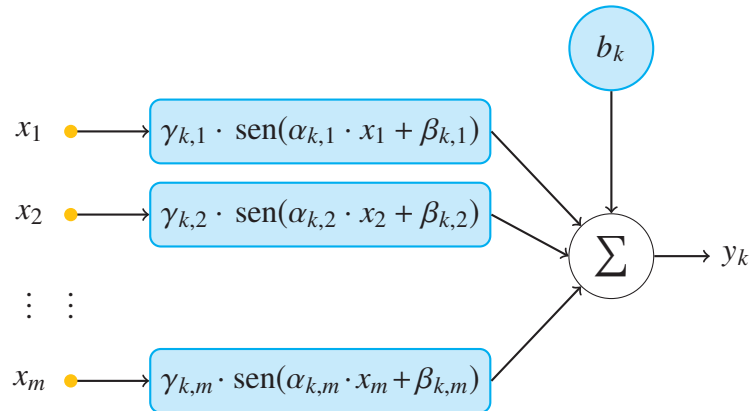 b_k
x_1 γ_{k,1} · sen(α_{k,1} · x_1 + β_{k,1})
x_2 γ_{k,2} · sen(α_{k,2} · x_2 + β_{k,2})
Σ y_k
⋮ ⋮
x_m γ_{k,m} · sen(α_{k,m} · x_m + β_{k,m})